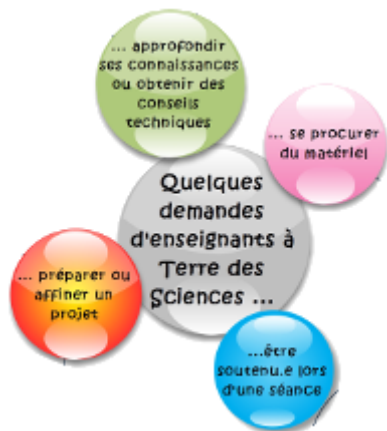 ... approfondir
ses connaissances
ou obtenir des
conseils
techniques
... se procurer
du matériel
Quelques
demandes
d'enseignants à
Terre des
Sciences ...
... préparer ou
affiner un
projet
...être
soutenu.e lors
d'une séance